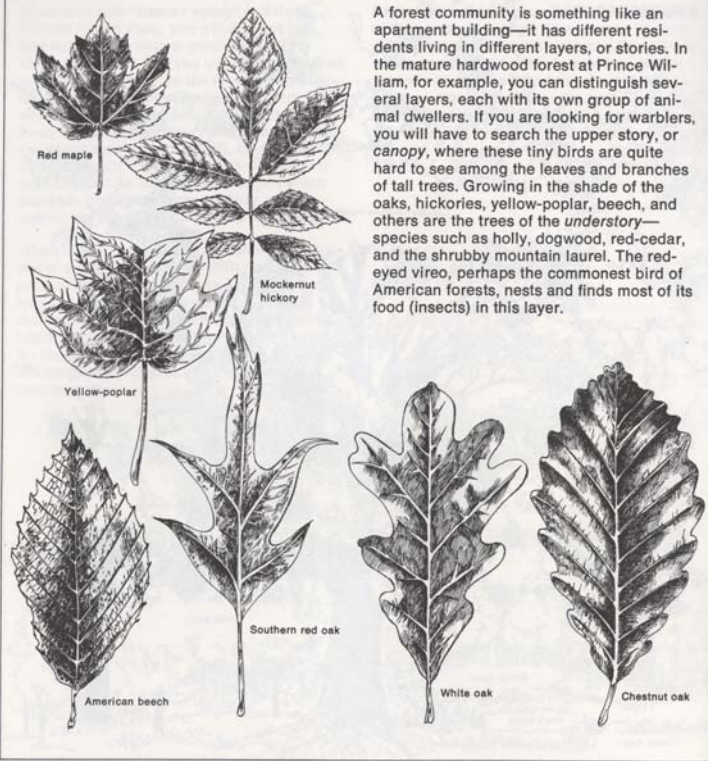 A forest community is something like an
apartment building—it has different resi-
dents living in different layers, or stories. In
the mature hardwood forest at Prince Wil-
liam, for example, you can distinguish sev-
eral layers, each with its own group of ani-
mal dwellers. If you are looking for warblers,
you will have to search the upper story, or
canopy, where these tiny birds are quite
hard to see among the leaves and branches
of tall trees. Growing in the shade of the
oaks, hickories, yellow-poplar, beech, and
others are the trees of the understory—
species such as holly, dogwood, red-cedar,
and the shrubby mountain laurel. The red-
eyed vireo, perhaps the commonest bird of
American forests, nests and finds most of its
food (insects) in this layer.
Red maple
Mockernut
hickory
Yellow-poplar
Southern red oak
American beech
White oak
Chestnut oak